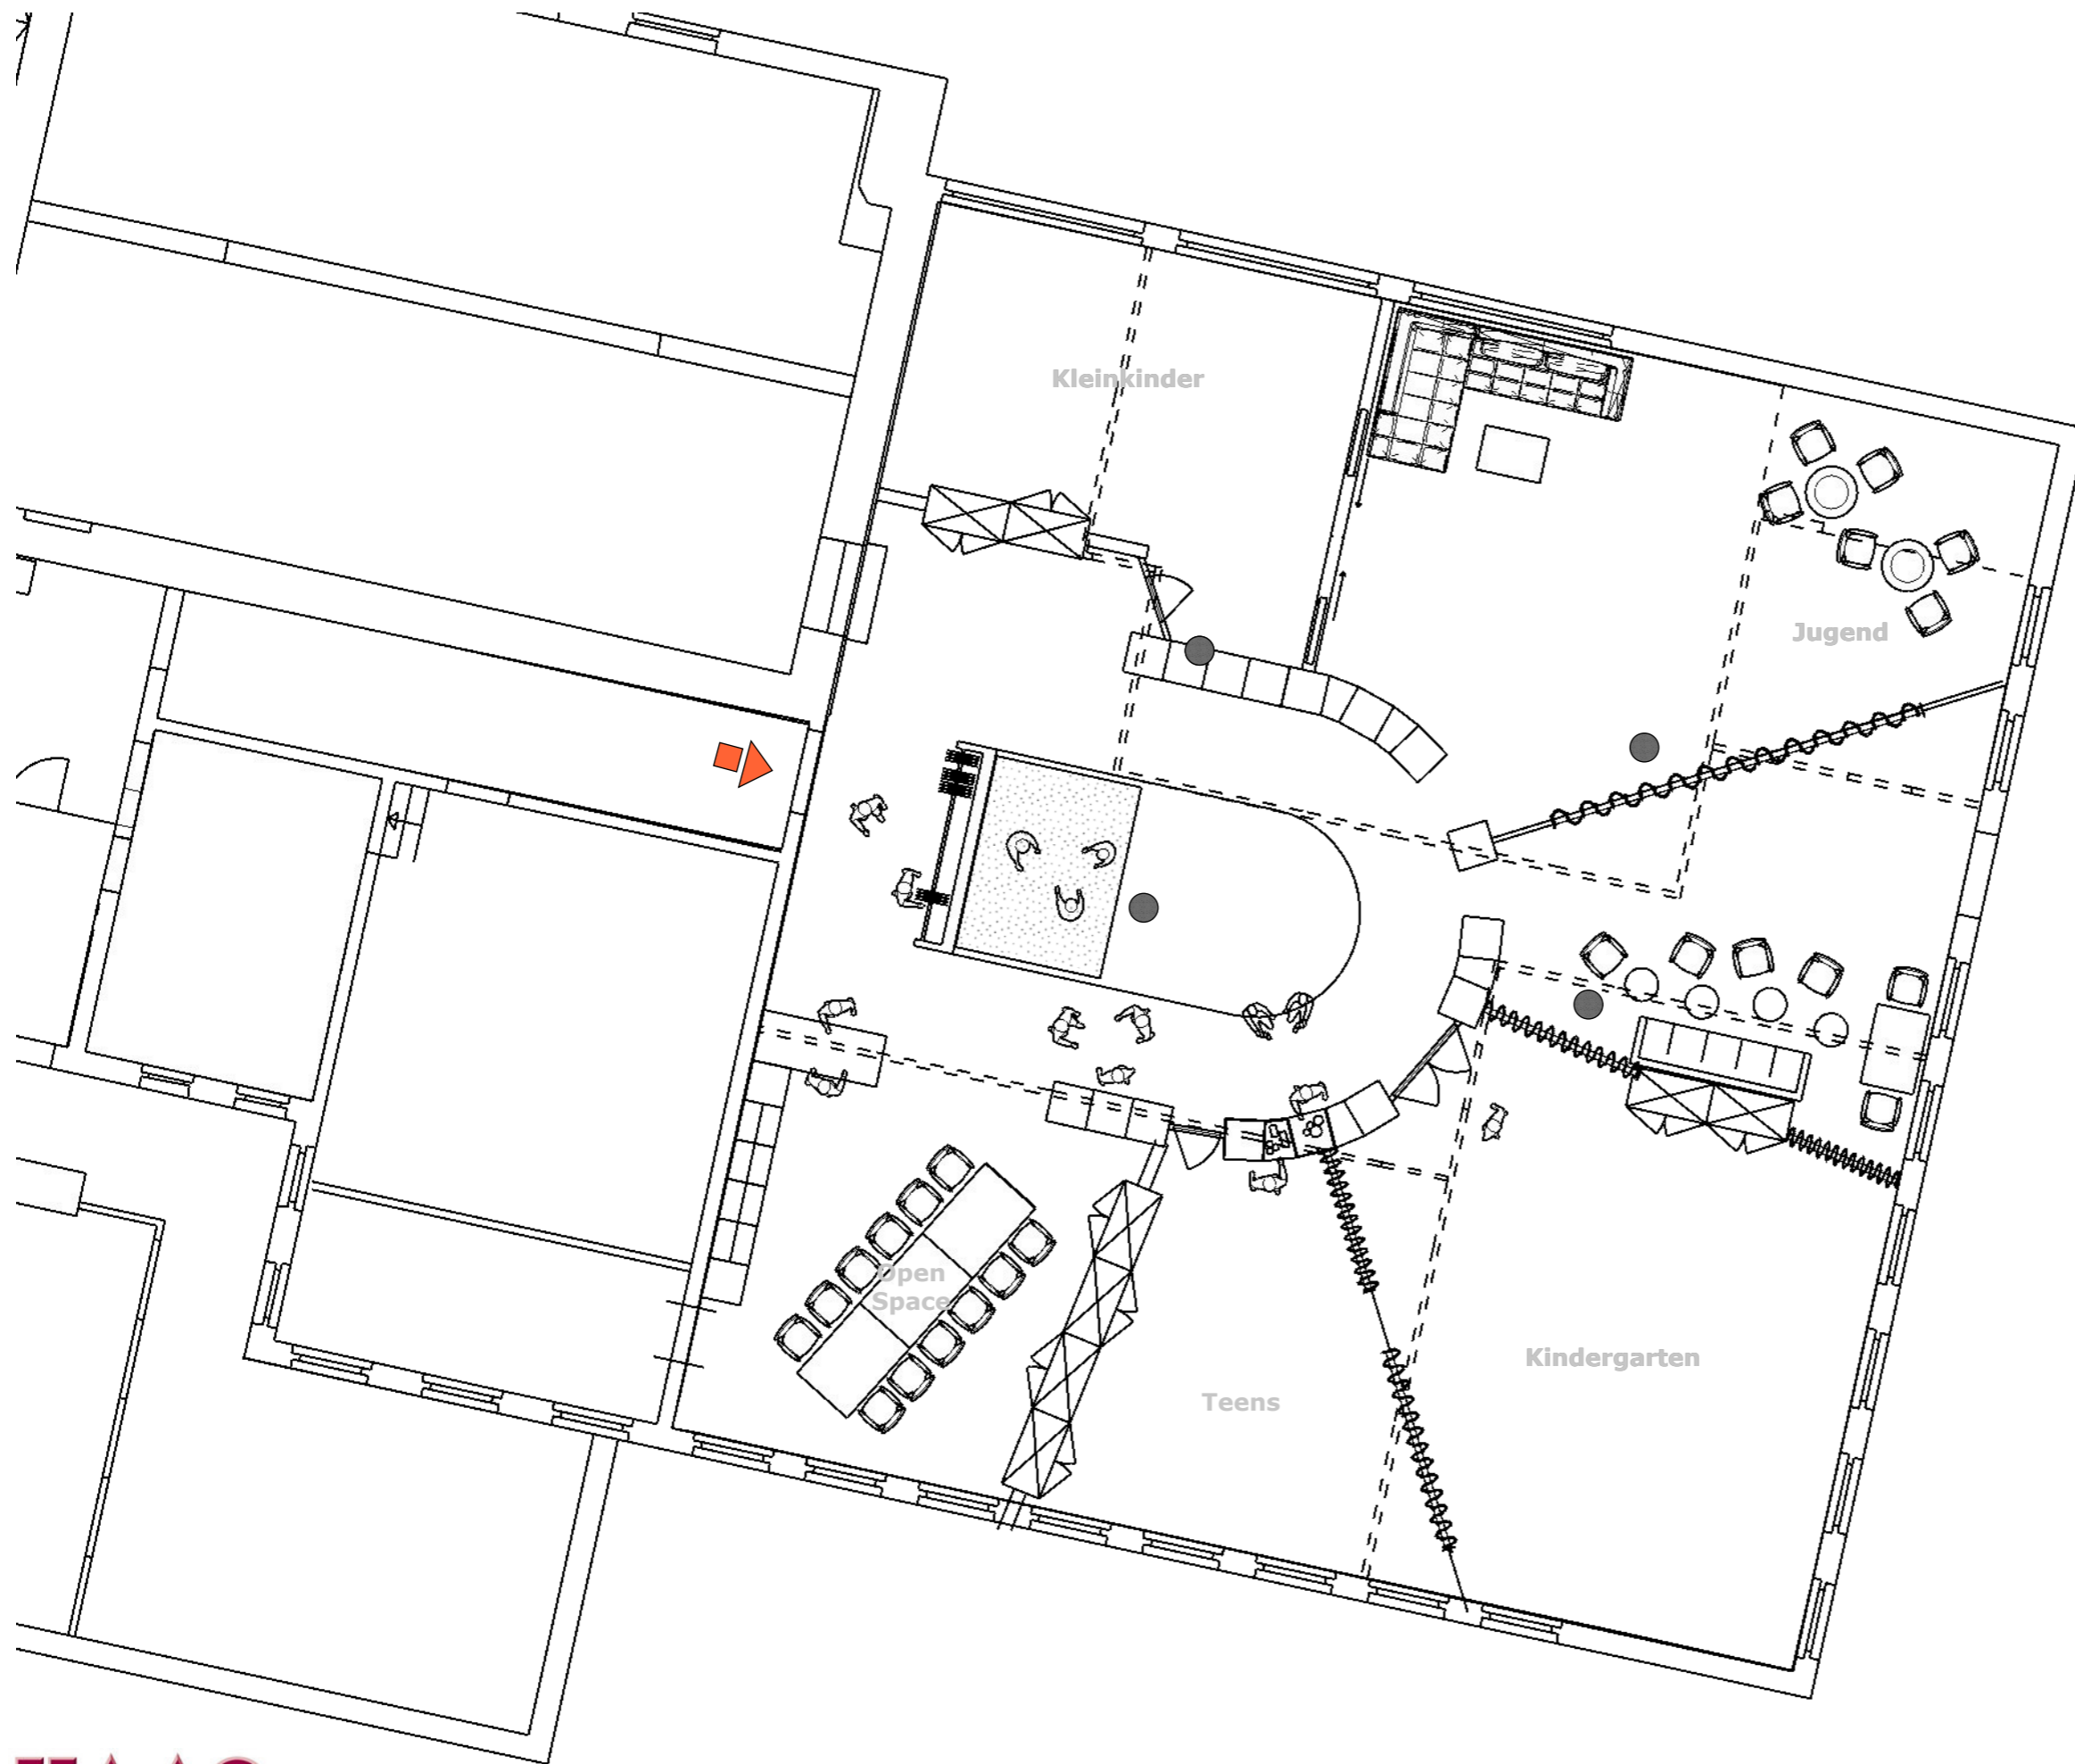 Kleinkinder
Jugend
Open
Space
Kindergarten
Teens